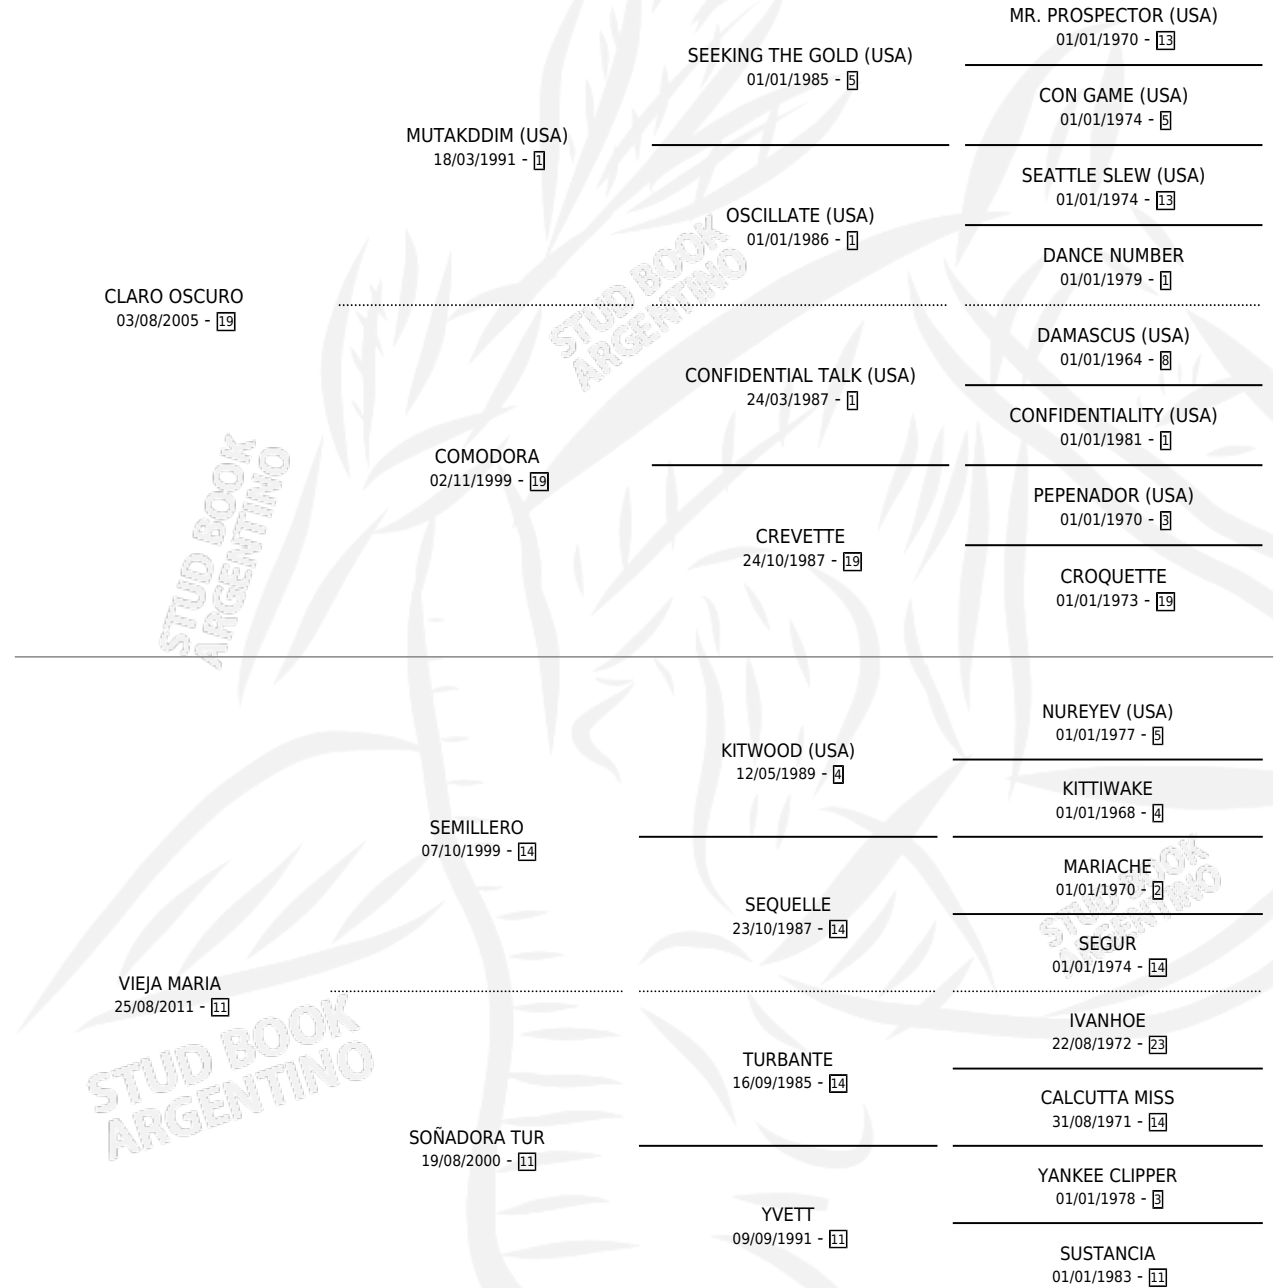 MR. PROSPECTOR (USA)
01/01/1970 - 13
SEEKING THE GOLD (USA)
01/01/1985 - 5
CON GAME (USA)
01/01/1974 - 5
MUTAKDDIM (USA)
18/03/1991 - 1
SEATTLE SLEW (USA)
01/01/1974 - 13
OSCILLATE (USA)
01/01/1986 - 1
DANCE NUMBER
01/01/1979 - 1
CLARO OSCURO
03/08/2005 - 19
STUD BOOK
ARGENTINO
DAMASCUS (USA)
01/01/1964 - 8
CONFIDENTIAL TALK (USA)
24/03/1987 - 1
CONFIDENTIALITY (USA)
01/01/1981 - 1
COMODORA
02/11/1999 - 19
PEPENADOR (USA)
01/01/1970 - 3
CREVETTE
24/10/1987 - 19
CROQUETTE
01/01/1973 - 19
STUD BOOK
ARGENTINO
NUREYEV (USA)
01/01/1977 - 5
KITWOOD (USA)
12/05/1989 - 4
KITTIWAKE
01/01/1968 - 4
SEMILLERO
07/10/1999 - 14
MARIACHE
01/01/1970 - 2
SEQUELLE
23/10/1987 - 14
SEGUR
01/01/1974 - 14
STUD BOOK
ARGENTINO
VIEJA MARIA
25/08/2011 - 11
IVANHOE
22/08/1972 - 23
TURBANTE
16/09/1985 - 14
CALCUTTA MISS
31/08/1971 - 14
STUD BOOK
ARGENTINO
SOÑADORA TUR
19/08/2000 - 11
YANKEE CLIPPER
01/01/1978 - 3
YVETT
09/09/1991 - 11
SUSTANCIA
01/01/1983 - 11